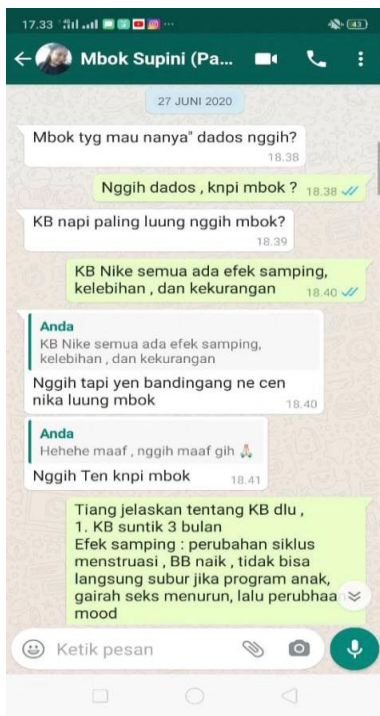 17.33
43
Mbok Supini (Pa...
27 JUNI 2020
Mbok tyg mau nanya" dados nggih?
18.38
Nggih dados , knpi mbok ? 18.38
KB napi paling luung nggih mbok?
18.39
KB Nike semua ada efek samping,
kelebihan , dan kekurangan 18.40
Anda
KB Nike semua ada efek samping,
kelebihan , dan kekurangan
Nggih tapi yen bandingang ne cen
nika luung mbok 18.40
Anda
Hehehe maaf , nggih maaf gih 🙏
Nggih Ten knpi mbok 18.41
Tiang jelaskan tentang KB dlu ,
1. KB suntik 3 bulan
Efek samping : perubahan siklus
menstruasi , BB naik , tidak bisa
langsung subur jika program anak,
gairah seks menurun, lalu perubhaan
mood
Ketik pesan